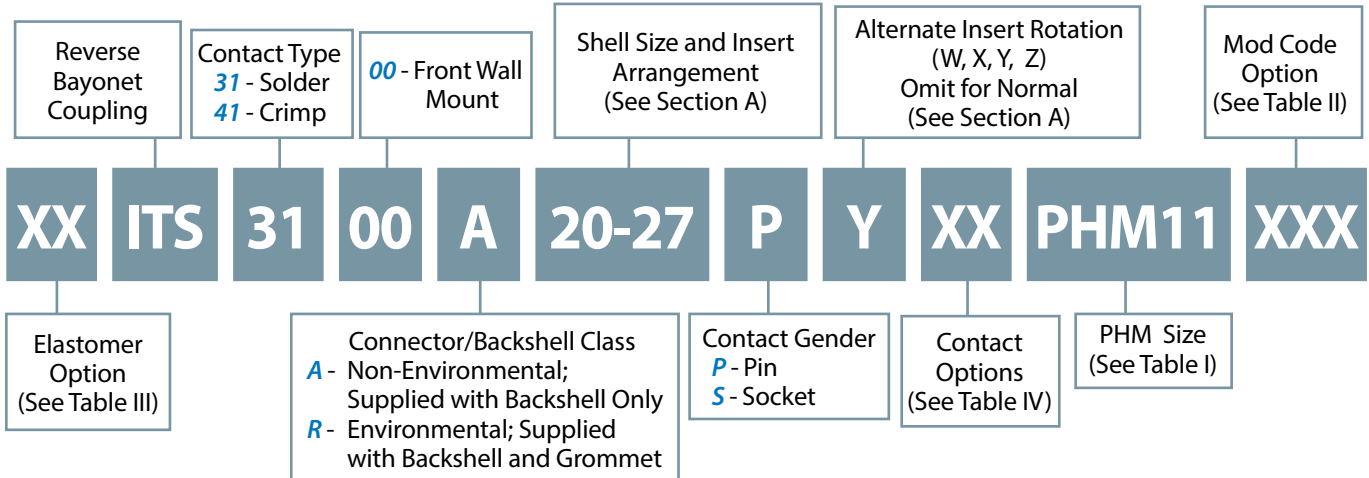 Reverse
Bayonet
Coupling
Contact Type
31 - Solder
41 - Crimp
00 - Front Wall
Mount
Shell Size and Insert
Arrangement
(See Section A)
Alternate Insert Rotation
(W, X, Y, Z)
Omit for Normal
(See Section A)
Mod Code
Option
(See Table II)
XX ITS 31 00 A 20-27 P Y XX PHM11 XXX
Elastomer
Option
(See Table III)
Connector/Backshell Class
A - Non-Environmental;
Supplied with Backshell Only
R - Environmental; Supplied
with Backshell and Grommet
Contact Gender
P - Pin
S - Socket
Contact
Options
(See Table IV)
PHM Size
(See Table I)